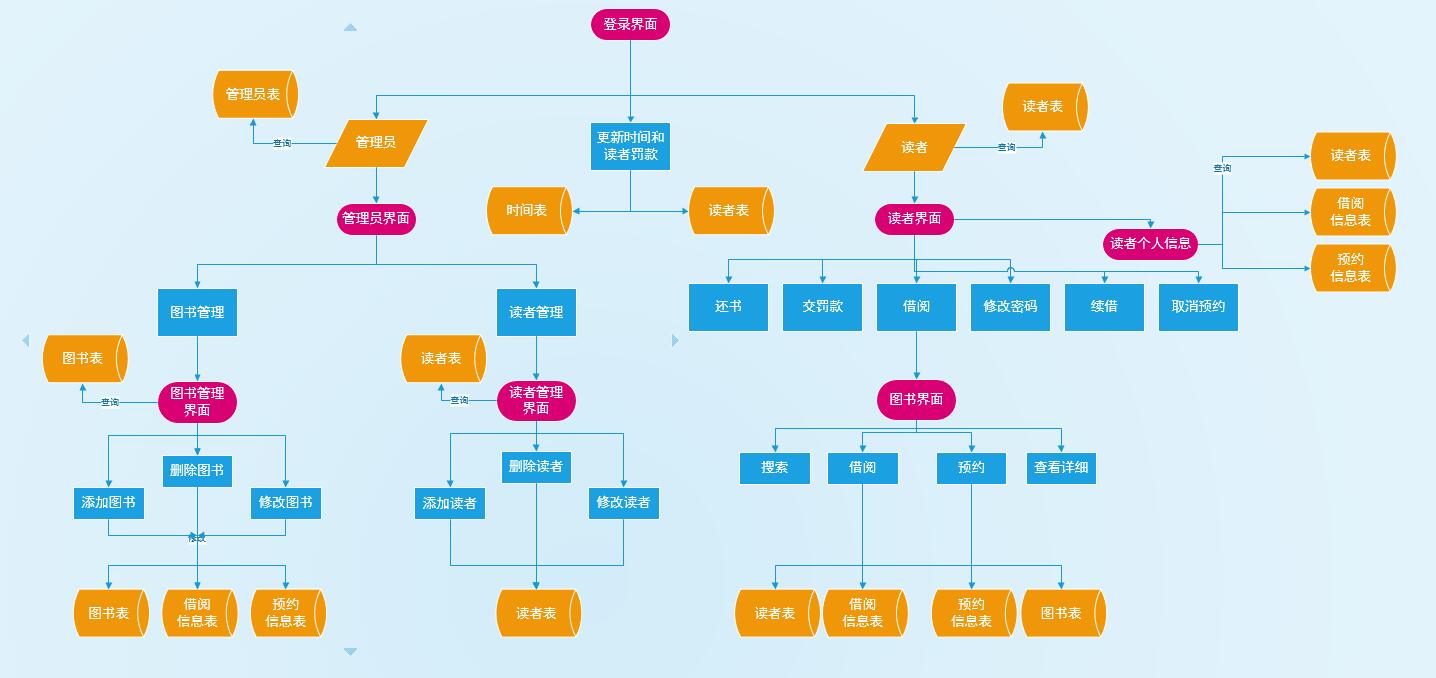 登录界面
管理员表
查询
管理员
更新时间和
读者罚款
读者
查询
读者表
管理员界面
时间表
读者表
读者界面
读者个人信息
查询
读者表
借阅
信息表
预约
信息表
图书管理
读者管理
还书
交罚款
借阅
修改密码
续借
取消预约
图书表
查询
图书管理
界面
读者表
查询
读者管理
界面
图书界面
添加图书
删除图书
修改图书
添加读者
删除读者
修改读者
搜索
借阅
预约
查看详细
修改
图书表
借阅
信息表
预约
信息表
读者表
读者表
借阅
信息表
预约
信息表
图书表